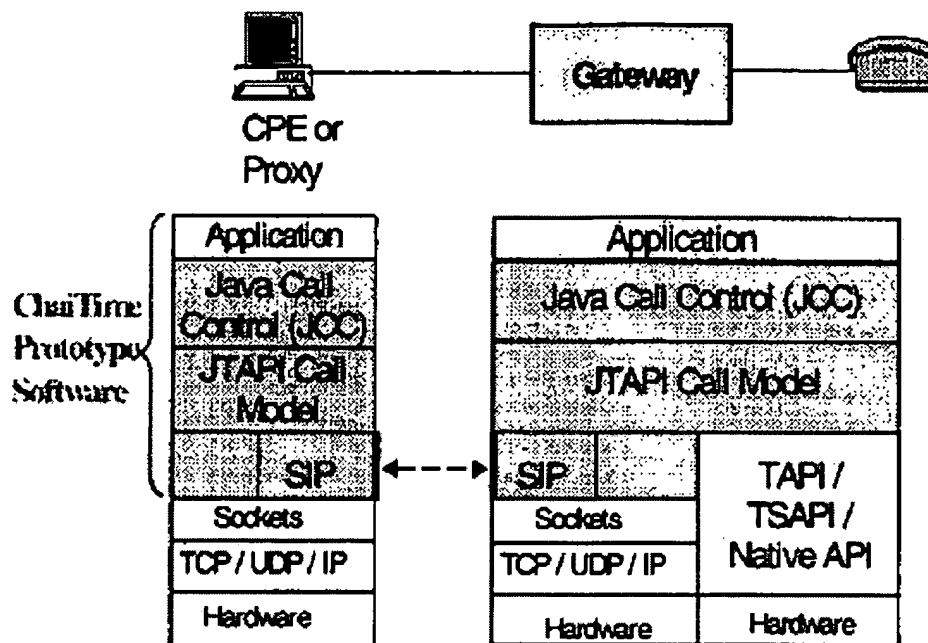 Gateway
CPE or
Proxy
ChaiTime
Prototype
Software
Application
Java Call
Control (JCC)
JTAPI Call
Model
SIP
Sockets
TCP / UDP / IP
Hardware
Application
Java Call Control (JCC)
JTAPI Call Model
SIP
Sockets
TCP / UDP / IP
Hardware
TAPI /
TSAPI /
Native API
Hardware